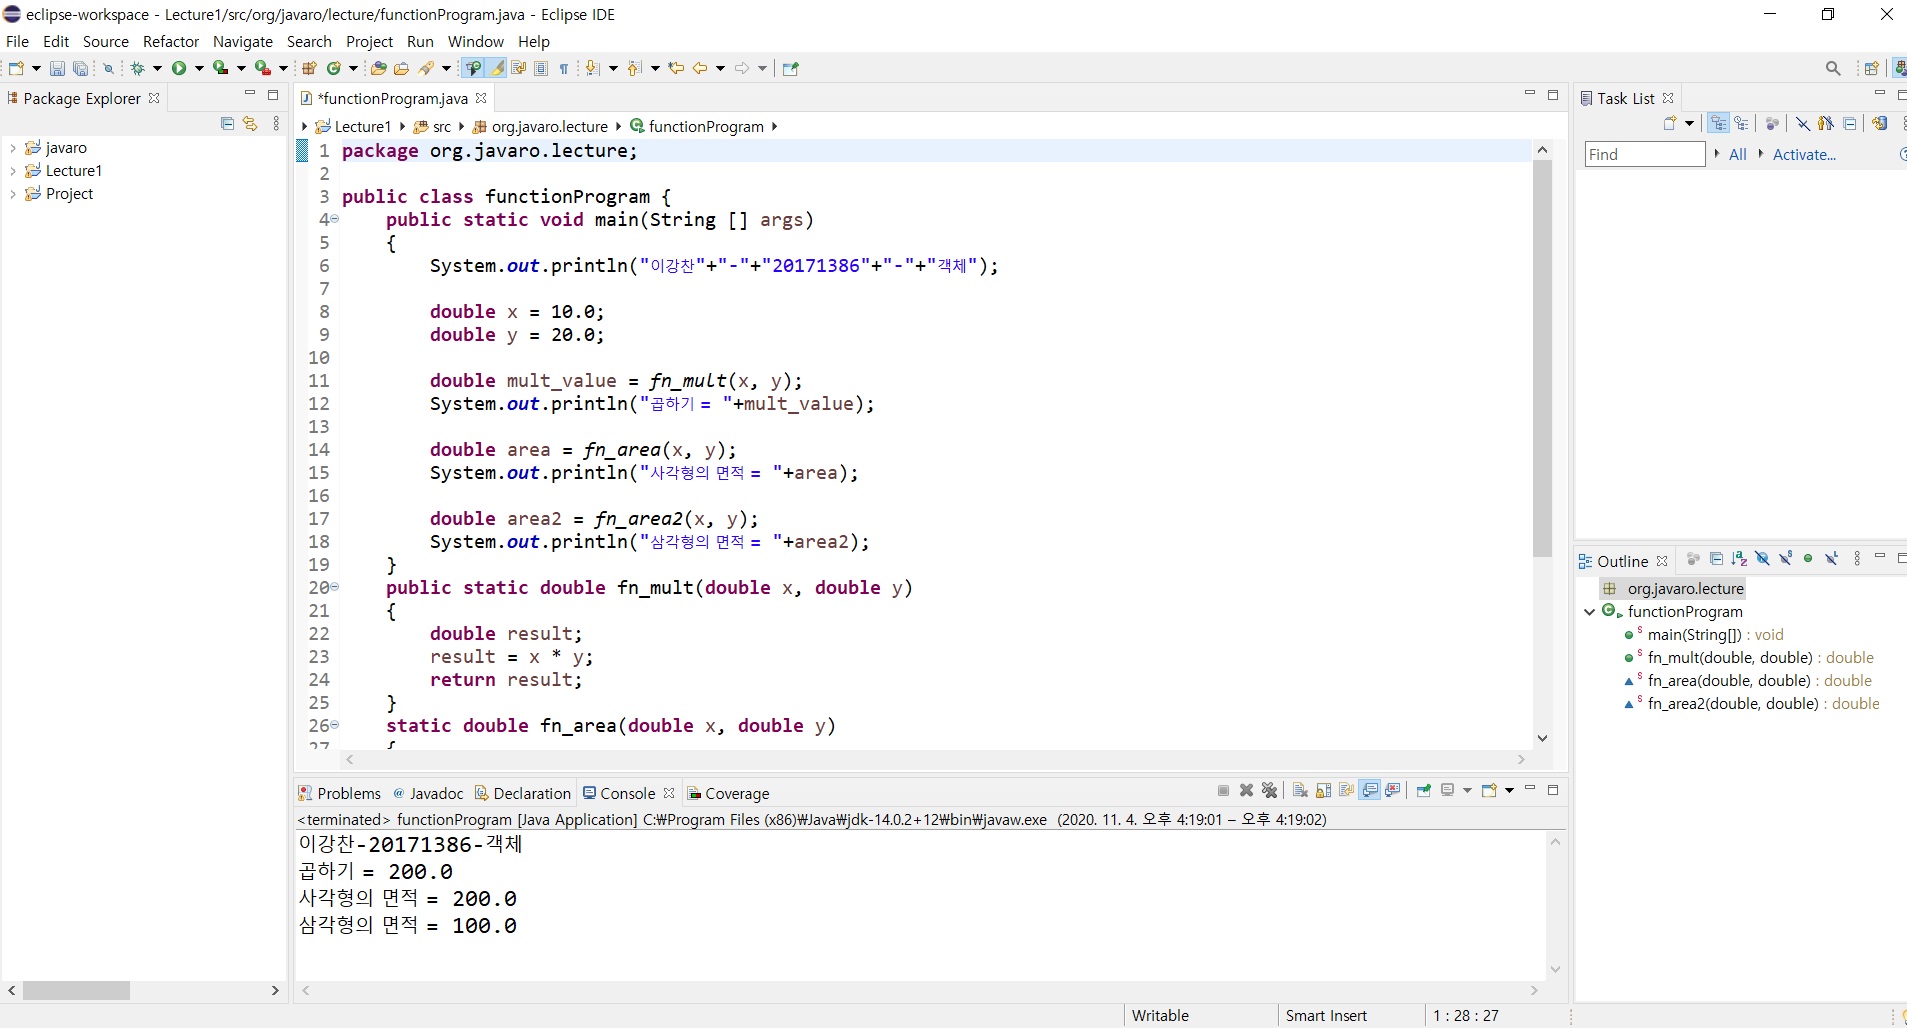 eclipse-workspace - Lecture1/src/org/javaro/lecture/functionProgram.java - Eclipse IDE
File Edit Source Refactor Navigate Search Project Run Window Help
Package Explorer
javaro
Lecture1
Project
*functionProgram.java
Lecture1 src org.javaro.lecture functionProgram
1 package org.javaro.lecture;
2
3 public class functionProgram {
4 public static void main(String [] args)
5 {
6 System.out.println("이강찬"+"-"+"20171386"+"-"+"객체");
7
8 double x = 10.0;
9 double y = 20.0;
10
11 double mult_value = fn_mult(x, y);
12 System.out.println("곱하기 = "+mult_value);
13
14 double area = fn_area(x, y);
15 System.out.println("사각형의 면적 = "+area);
16
17 double area2 = fn_area2(x, y);
18 System.out.println("삼각형의 면적 = "+area2);
19 }
20 public static double fn_mult(double x, double y)
21 {
22 double result;
23 result = x * y;
24 return result;
25 }
26 static double fn_area(double x, double y)
27 {
Problems Javadoc Declaration Console Coverage
<terminated> functionProgram [Java Application] C:₩Program Files (x86)₩Java₩jdk-14.0.2+12₩bin₩javaw.exe (2020. 11. 4. 오후 4:19:01 – 오후 4:19:02)
이강찬-20171386-객체
곱하기 = 200.0
사각형의 면적 = 200.0
삼각형의 면적 = 100.0
Task List
Find All Activate...
Outline
org.javaro.lecture
functionProgram
main(String[]) : void
fn_mult(double, double) : double
fn_area(double, double) : double
fn_area2(double, double) : double
Writable Smart Insert 1 : 28 : 27